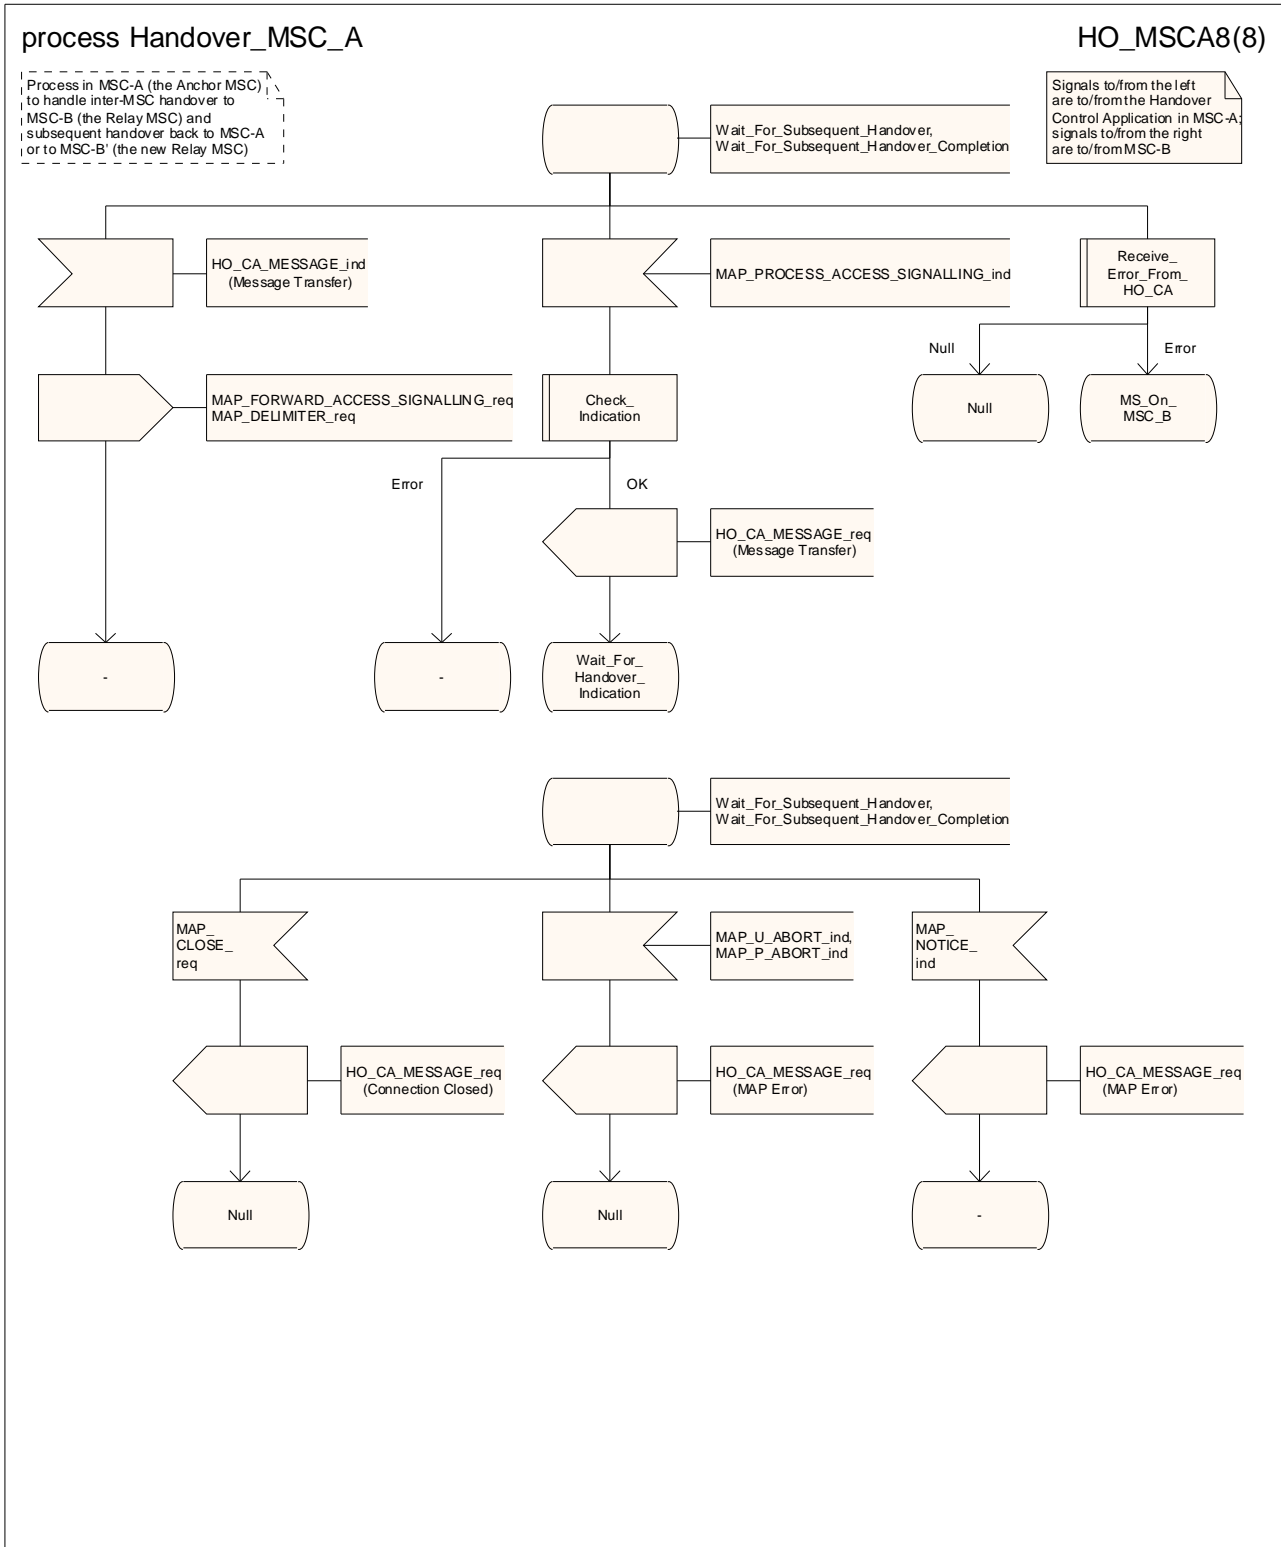 process Handover_MSC_A
HO_MSCA8(8)
Process in MSC-A (the Anchor MSC)
to handle inter-MSC handover to
MSC-B (the Relay MSC) and
subsequent handover back to MSC-A
or to MSC-B' (the new Relay MSC)
Signals to/from the left
are to/from the Handover
Control Application in MSC-A;
signals to/from the right
are to/from MSC-B
Wait_For_Subsequent_Handover,
Wait_For_Subsequent_Handover_Completion
HO_CA_MESSAGE_ind
(Message Transfer)
MAP_PROCESS_ACCESS_SIGNALLING_ind
Receive_
Error_From_
HO_CA
Null
Error
MAP_FORWARD_ACCESS_SIGNALLING_req
MAP_DELIMITER_req
Check_
Indication
Null
MS_On_
MSC_B
Error
OK
HO_CA_MESSAGE_req
(Message Transfer)
-
-
Wait_For_
Handover_
Indication
Wait_For_Subsequent_Handover,
Wait_For_Subsequent_Handover_Completion
MAP_
CLOSE_
req
MAP_U_ABORT_ind,
MAP_P_ABORT_ind
MAP_
NOTICE_
ind
HO_CA_MESSAGE_req
(Connection Closed)
HO_CA_MESSAGE_req
(MAP Error)
HO_CA_MESSAGE_req
(MAP Error)
Null
Null
-